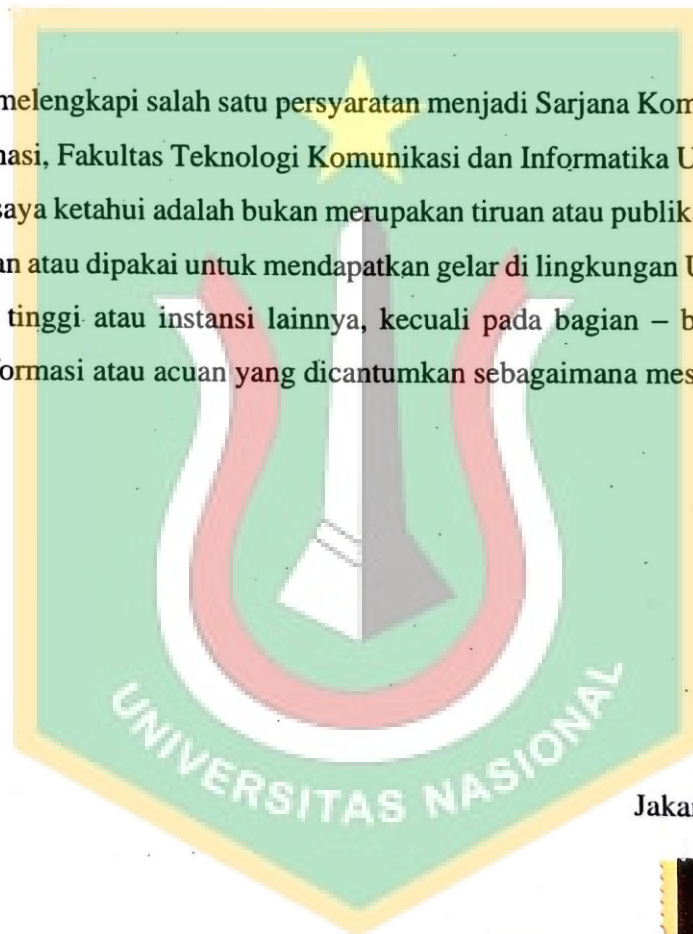 melengkapi salah satu persyaratan menjadi Sarjana Kom
nasi, Fakultas Teknologi Komunikasi dan Informatika U
saya ketahui adalah bukan merupakan tiruan atau publik
an atau dipakai untuk mendapatkan gelar di lingkungan U
tinggi atau instansi lainnya, kecuali pada bagian – b
formasi atau acuan yang dicantumkan sebagaimana mes
UNIVERSITAS NASIONAL
Jakar